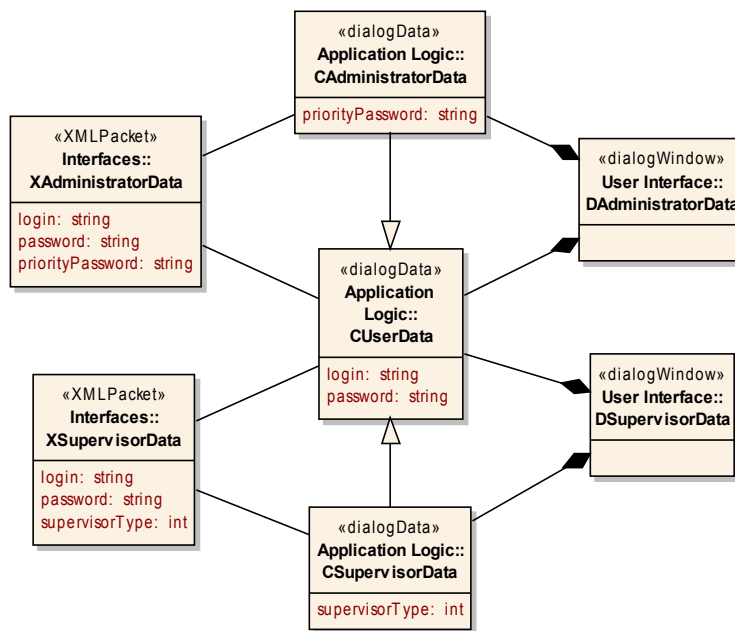 «dialogData»
Application Logic::
CAdministratorData
priorityPassword: string
«XMLPacket»
Interfaces::
XAdministratorData
login: string
password: string
priorityPassword: string
«dialogWindow»
User Interface::
DAdministratorData
«dialogData»
Application
Logic::
CUserData
login: string
password: string
«XMLPacket»
Interfaces::
XSupervisorData
login: string
password: string
supervisorType: int
«dialogWindow»
User Interface::
DSupervisorData
«dialogData»
Application Logic::
CSupervisorData
supervisorType: int